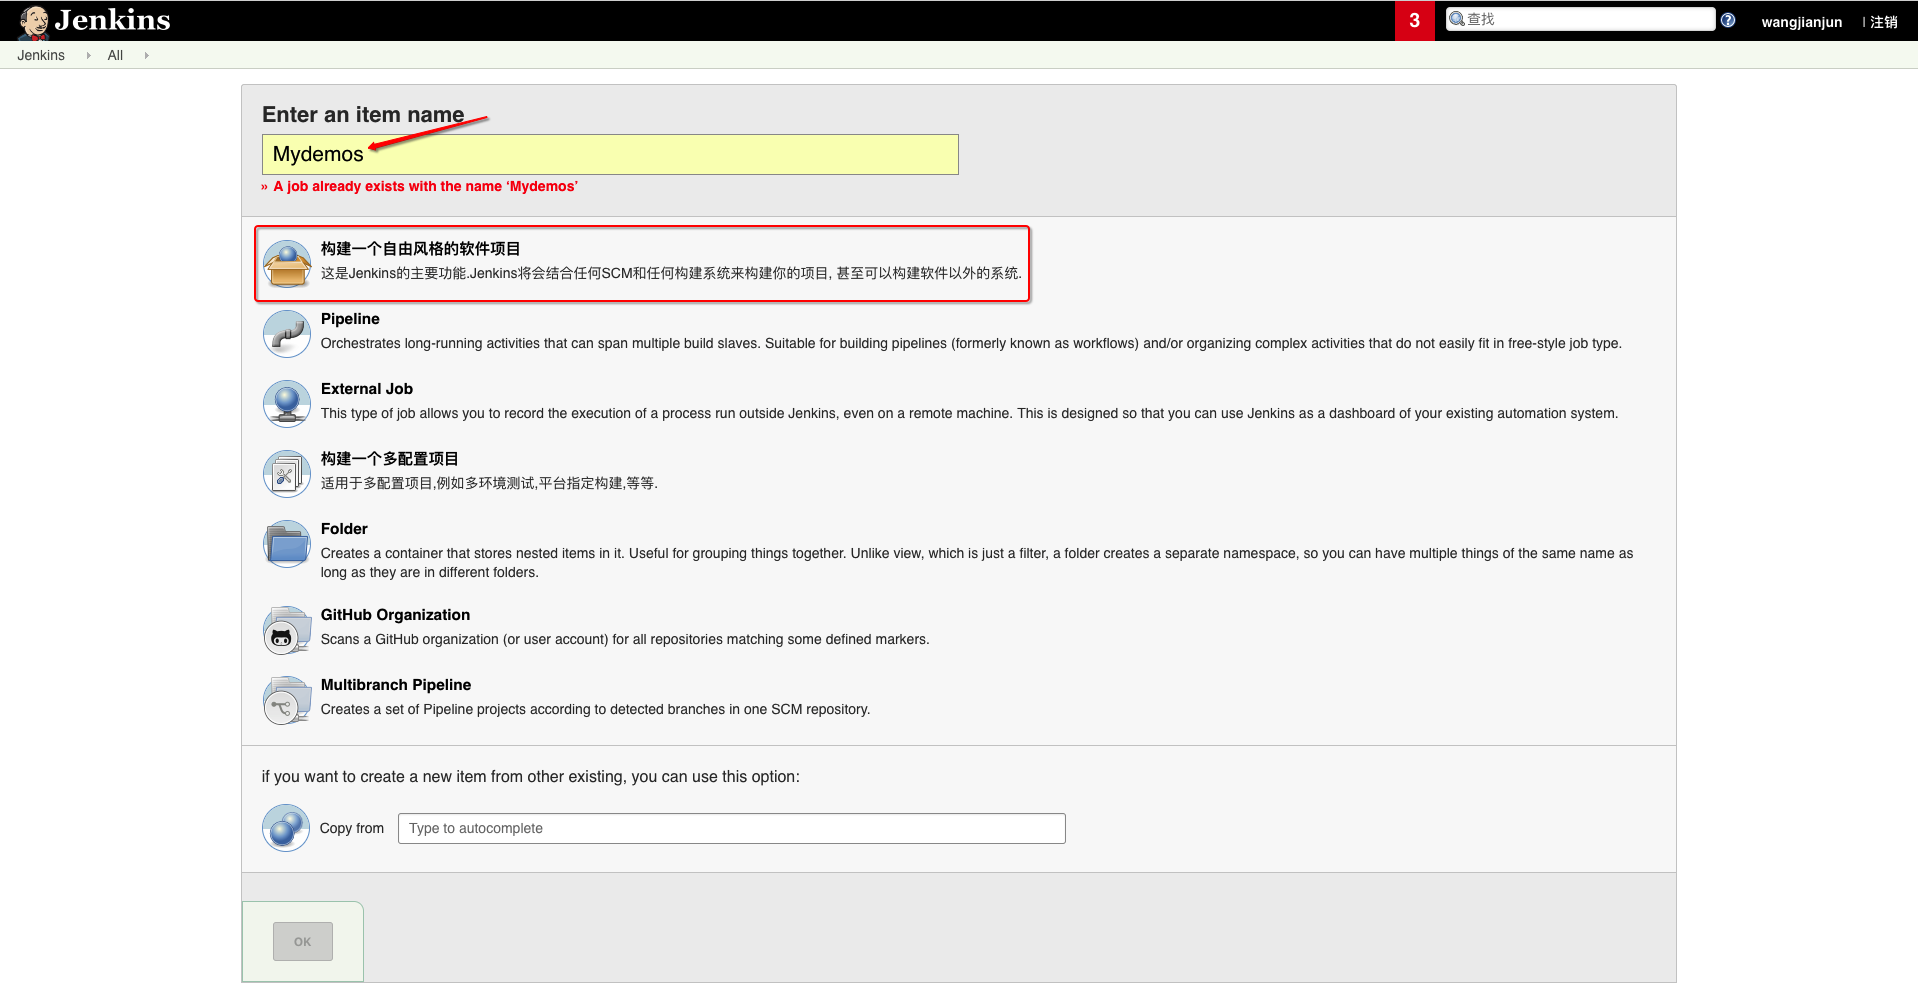 Jenkins
3
查找
wangjianjun
| 注销
Jenkins
All
Enter an item name
Mydemos
» A job already exists with the name ‘Mydemos’
构建一个自由风格的软件项目
这是Jenkins的主要功能.Jenkins将会结合任何SCM和任何构建系统来构建你的项目, 甚至可以构建软件以外的系统.
Pipeline
Orchestrates long-running activities that can span multiple build slaves. Suitable for building pipelines (formerly known as workflows) and/or organizing complex activities that do not easily fit in free-style job type.
External Job
This type of job allows you to record the execution of a process run outside Jenkins, even on a remote machine. This is designed so that you can use Jenkins as a dashboard of your existing automation system.
构建一个多配置项目
适用于多配置项目,例如多环境测试,平台指定构建,等等.
Folder
Creates a container that stores nested items in it. Useful for grouping things together. Unlike view, which is just a filter, a folder creates a separate namespace, so you can have multiple things of the same name as
long as they are in different folders.
GitHub Organization
Scans a GitHub organization (or user account) for all repositories matching some defined markers.
Multibranch Pipeline
Creates a set of Pipeline projects according to detected branches in one SCM repository.
if you want to create a new item from other existing, you can use this option:
Copy from
Type to autocomplete
OK